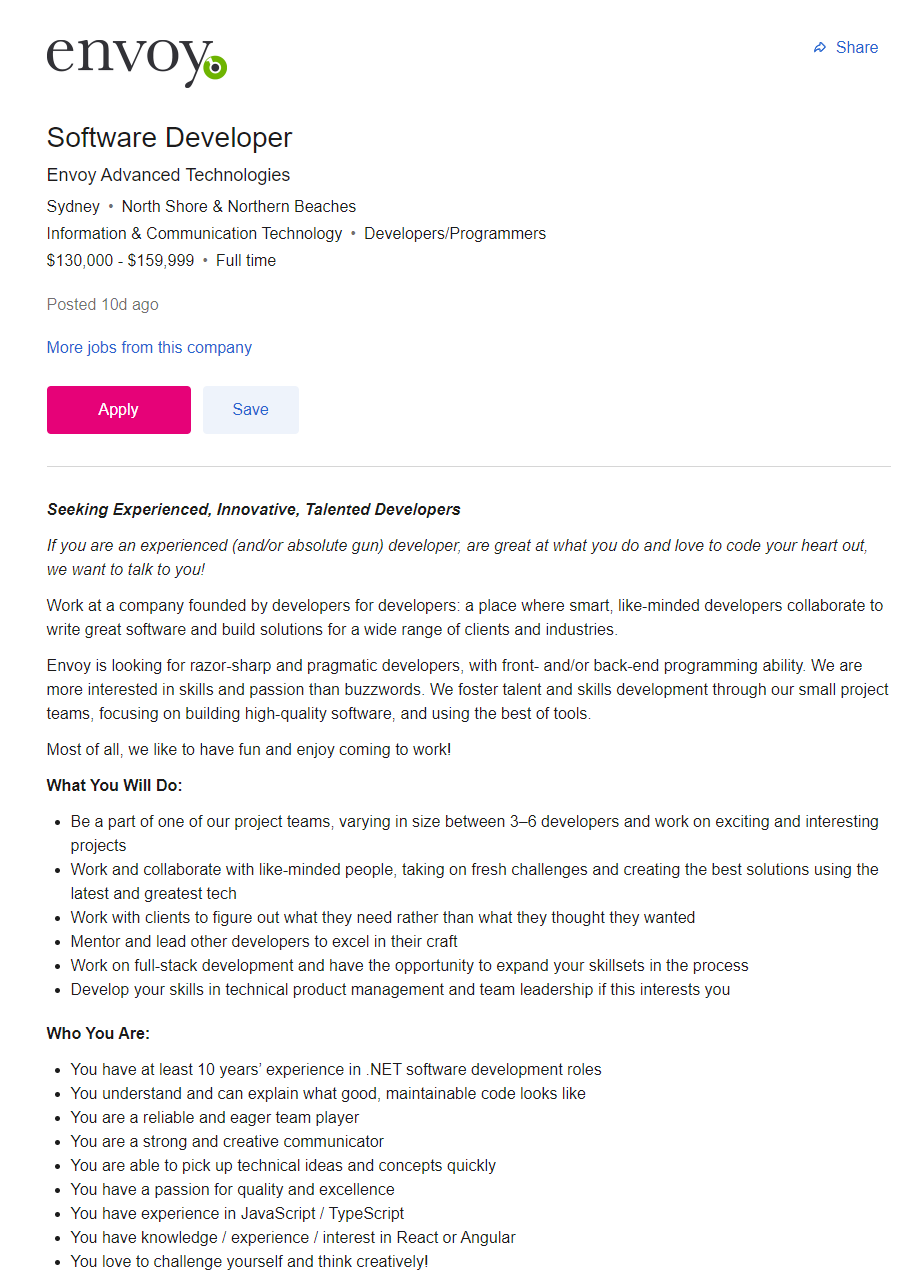 envoy
Share
Software Developer
Envoy Advanced Technologies
Sydney • North Shore & Northern Beaches
Information & Communication Technology • Developers/Programmers
$130,000 - $159,999 • Full time
Posted 10d ago
More jobs from this company
Apply Save
Seeking Experienced, Innovative, Talented Developers
If you are an experienced (and/or absolute gun) developer, are great at what you do and love to code your heart out,
we want to talk to you!
Work at a company founded by developers for developers: a place where smart, like-minded developers collaborate to
write great software and build solutions for a wide range of clients and industries.
Envoy is looking for razor-sharp and pragmatic developers, with front- and/or back-end programming ability. We are
more interested in skills and passion than buzzwords. We foster talent and skills development through our small project
teams, focusing on building high-quality software, and using the best of tools.
Most of all, we like to have fun and enjoy coming to work!
What You Will Do:
• Be a part of one of our project teams, varying in size between 3–6 developers and work on exciting and interesting
projects
• Work and collaborate with like-minded people, taking on fresh challenges and creating the best solutions using the
latest and greatest tech
• Work with clients to figure out what they need rather than what they thought they wanted
• Mentor and lead other developers to excel in their craft
• Work on full-stack development and have the opportunity to expand your skillsets in the process
• Develop your skills in technical product management and team leadership if this interests you
Who You Are:
• You have at least 10 years’ experience in .NET software development roles
• You understand and can explain what good, maintainable code looks like
• You are a reliable and eager team player
• You are a strong and creative communicator
• You are able to pick up technical ideas and concepts quickly
• You have a passion for quality and excellence
• You have experience in JavaScript / TypeScript
• You have knowledge / experience / interest in React or Angular
• You love to challenge yourself and think creatively!